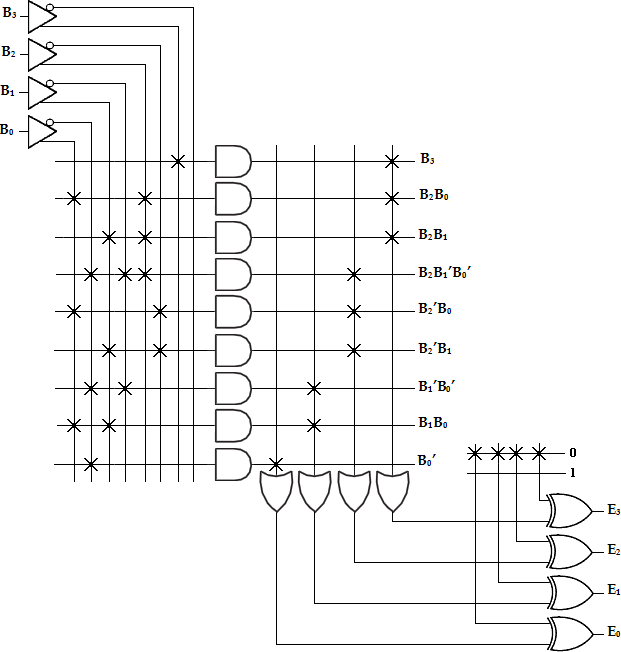 B₃
B₂
B₁
B₀
B₃
B₂B₀
B₂B₁
B₂B₁′B₀′
B₂′B₀
B₂′B₁
B₁′B₀′
B₁B₀
B₀′
0
1
E₃
E₂
E₁
E₀